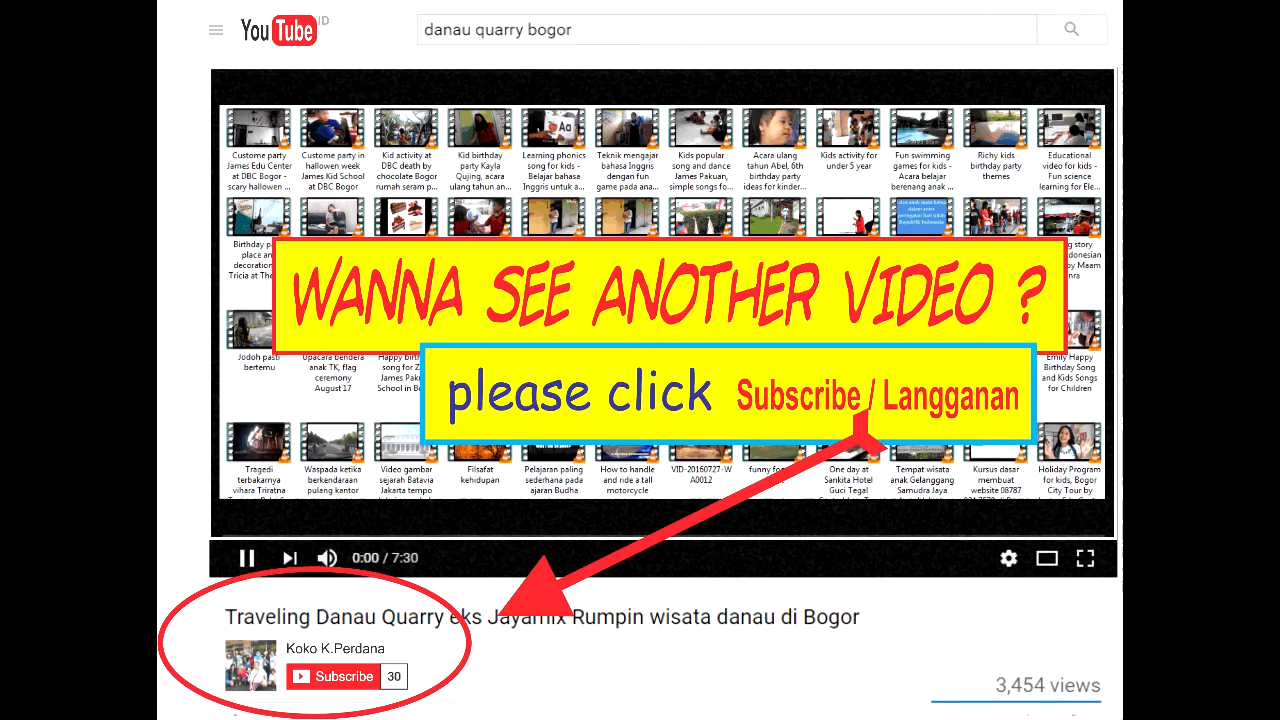 YouTube ID
danau quarry bogor
Custome party James Edu Center at DBC Bogor - scary hallowen ...
Custome party in hallowen week James Kid School at DBC Bogor
Kid activity at DBC death by chocolate Bogor rumah seram p...
Kid birthday party Kayla Qujing, acara ulang tahun an...
Learning phonics song for kids - Belajar bahasa Inggris untuk a...
Teknik mengajar bahasa Inggris dengan fun game pada ana...
Kids popular song and dance James Pakuan, simple songs fo...
Acara ulang tahun Abel, 6th birthday party ideas for kinder...
Kids activity for under 5 year
Fun swimming games for kids - Acara belajar berenang anak ...
Richy kids birthday party themes
Educational video for kids - Fun science learning for Ele...
Birthday
place an
decoration
Tricia at Th
WANNA SEE ANOTHER VIDEO ?
please click Subscribe / Langganan
Jodoh pasti bertemu
Upacara bendera anak TK, flag ceremony August 17
Emily Happy Birthday Song and Kids Songs for Children
Tragedi terbakarnya vihara Triratna
Waspada ketika berkendaraan pulang kantor
Video gambar sejarah Batavia Jakarta tempo
Filsafat kehidupan
Pelajaran paling sederhana pada ajaran Budha
How to handle and ride a tall motorcycle
VID-20160727-WA0012
funny foo
One day at Sankita Hotel Guci Tegal
Tempat wisata anak Gelanggang Samudra Jaya
Kursus dasar membuat website 08787
Holiday Program for kids, Bogor City Tour by
0:00 / 7:30
Traveling Danau Quarry eks Jayamix Rumpin wisata danau di Bogor
Koko K.Perdana
Subscribe 30
3,454 views